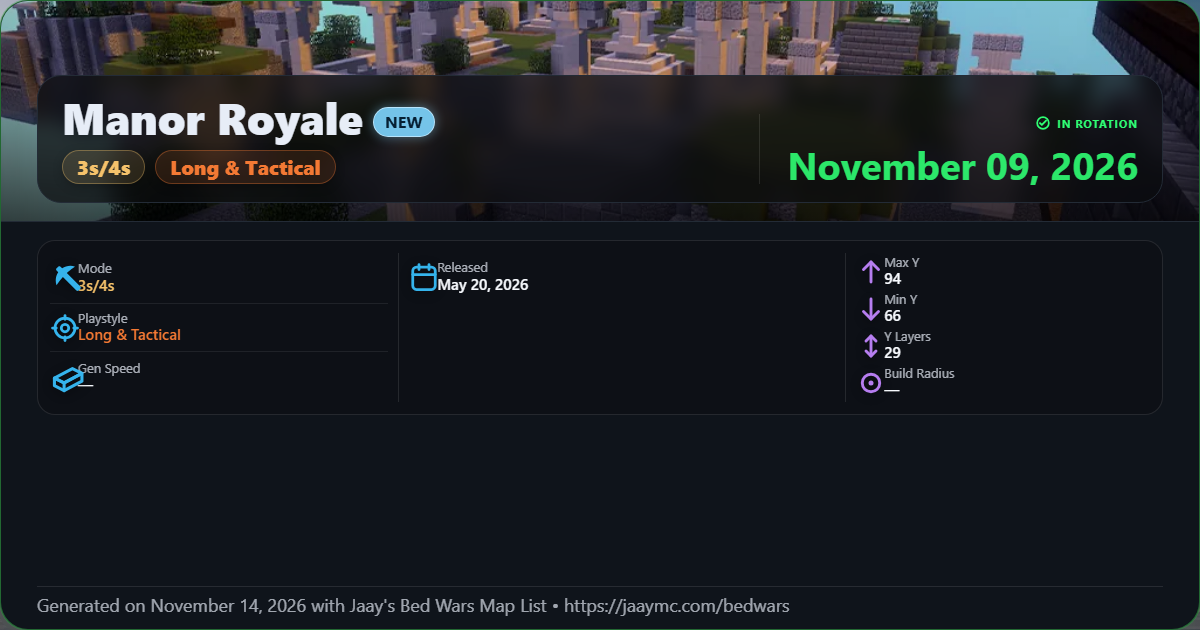 Manor Royale NEW
3s/4s Long & Tactical
IN ROTATION
November 09, 2026
Mode
3s/4s
Playstyle
Long & Tactical
Gen Speed
—
Released
May 20, 2026
Max Y
94
Min Y
66
Y Layers
29
Build Radius
—
Generated on November 14, 2026 with Jaay's Bed Wars Map List • https://jaaymc.com/bedwars